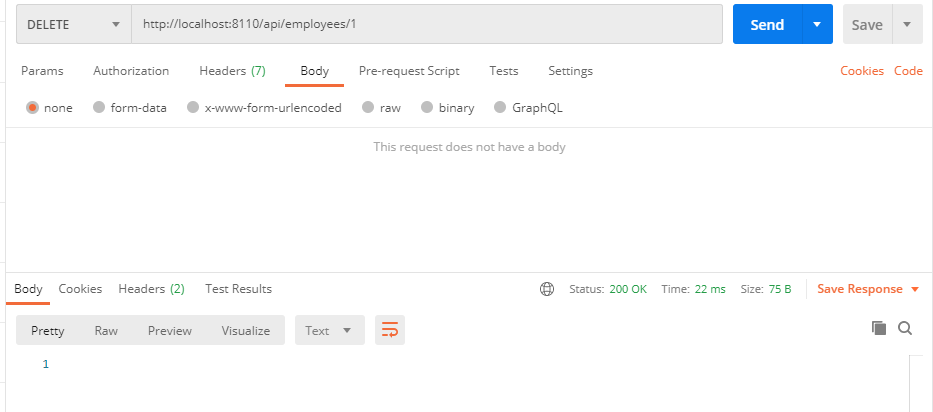 DELETE http://localhost:8110/api/employees/1 Send Save
Params Authorization Headers (7) Body Pre-request Script Tests Settings Cookies Code
none form-data x-www-form-urlencoded raw binary GraphQL
This request does not have a body
Body Cookies Headers (2) Test Results Status: 200 OK Time: 22 ms Size: 75 B Save Response
Pretty Raw Preview Visualize Text
1